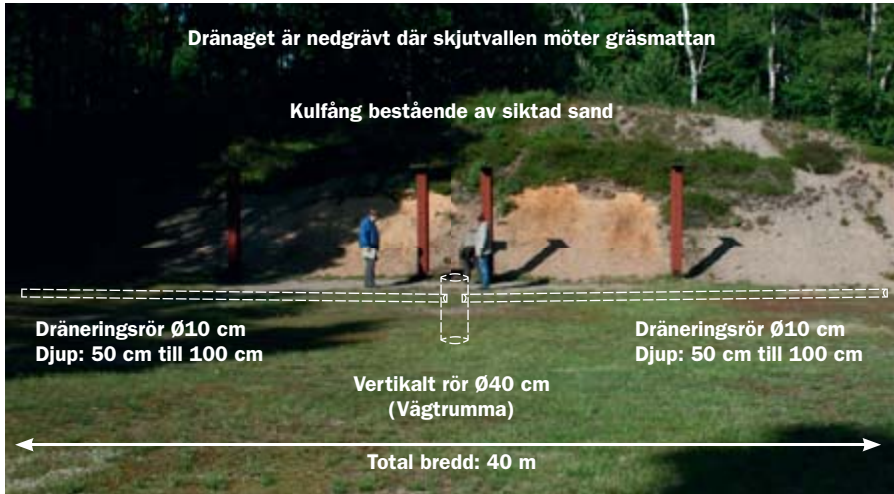 Dränaget är nedgrävt där skjutvallen möter gräsmattan
Kulfång bestående av siktad sand
Dräneringsrör Ø10 cm
Djup: 50 cm till 100 cm
Dräneringsrör Ø10 cm
Djup: 50 cm till 100 cm
Vertikalt rör Ø40 cm
(Vägtrumma)
Total bredd: 40 m